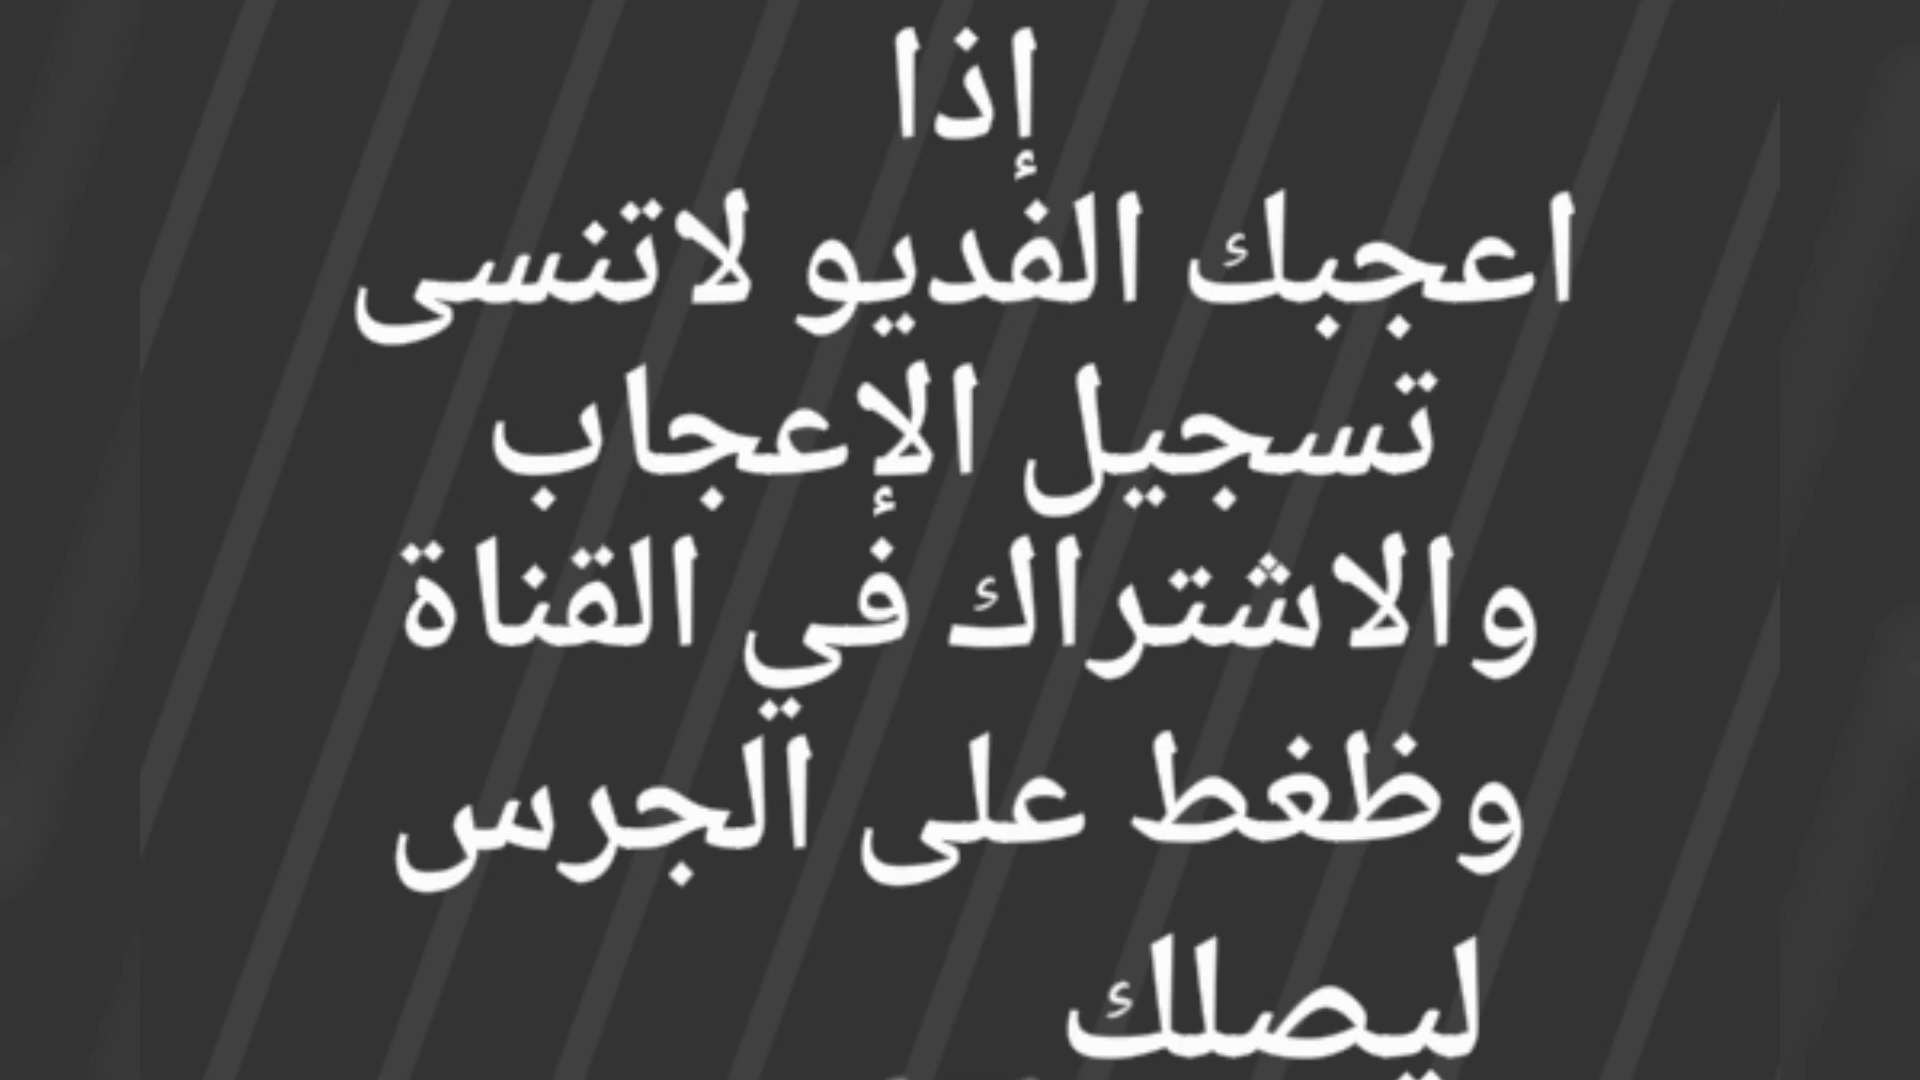 إذا
اعجبك الفديو لاتنسى
تسجيل الإعجاب
والاشتراك في القناة
وظغط على الجرس
ليصلك